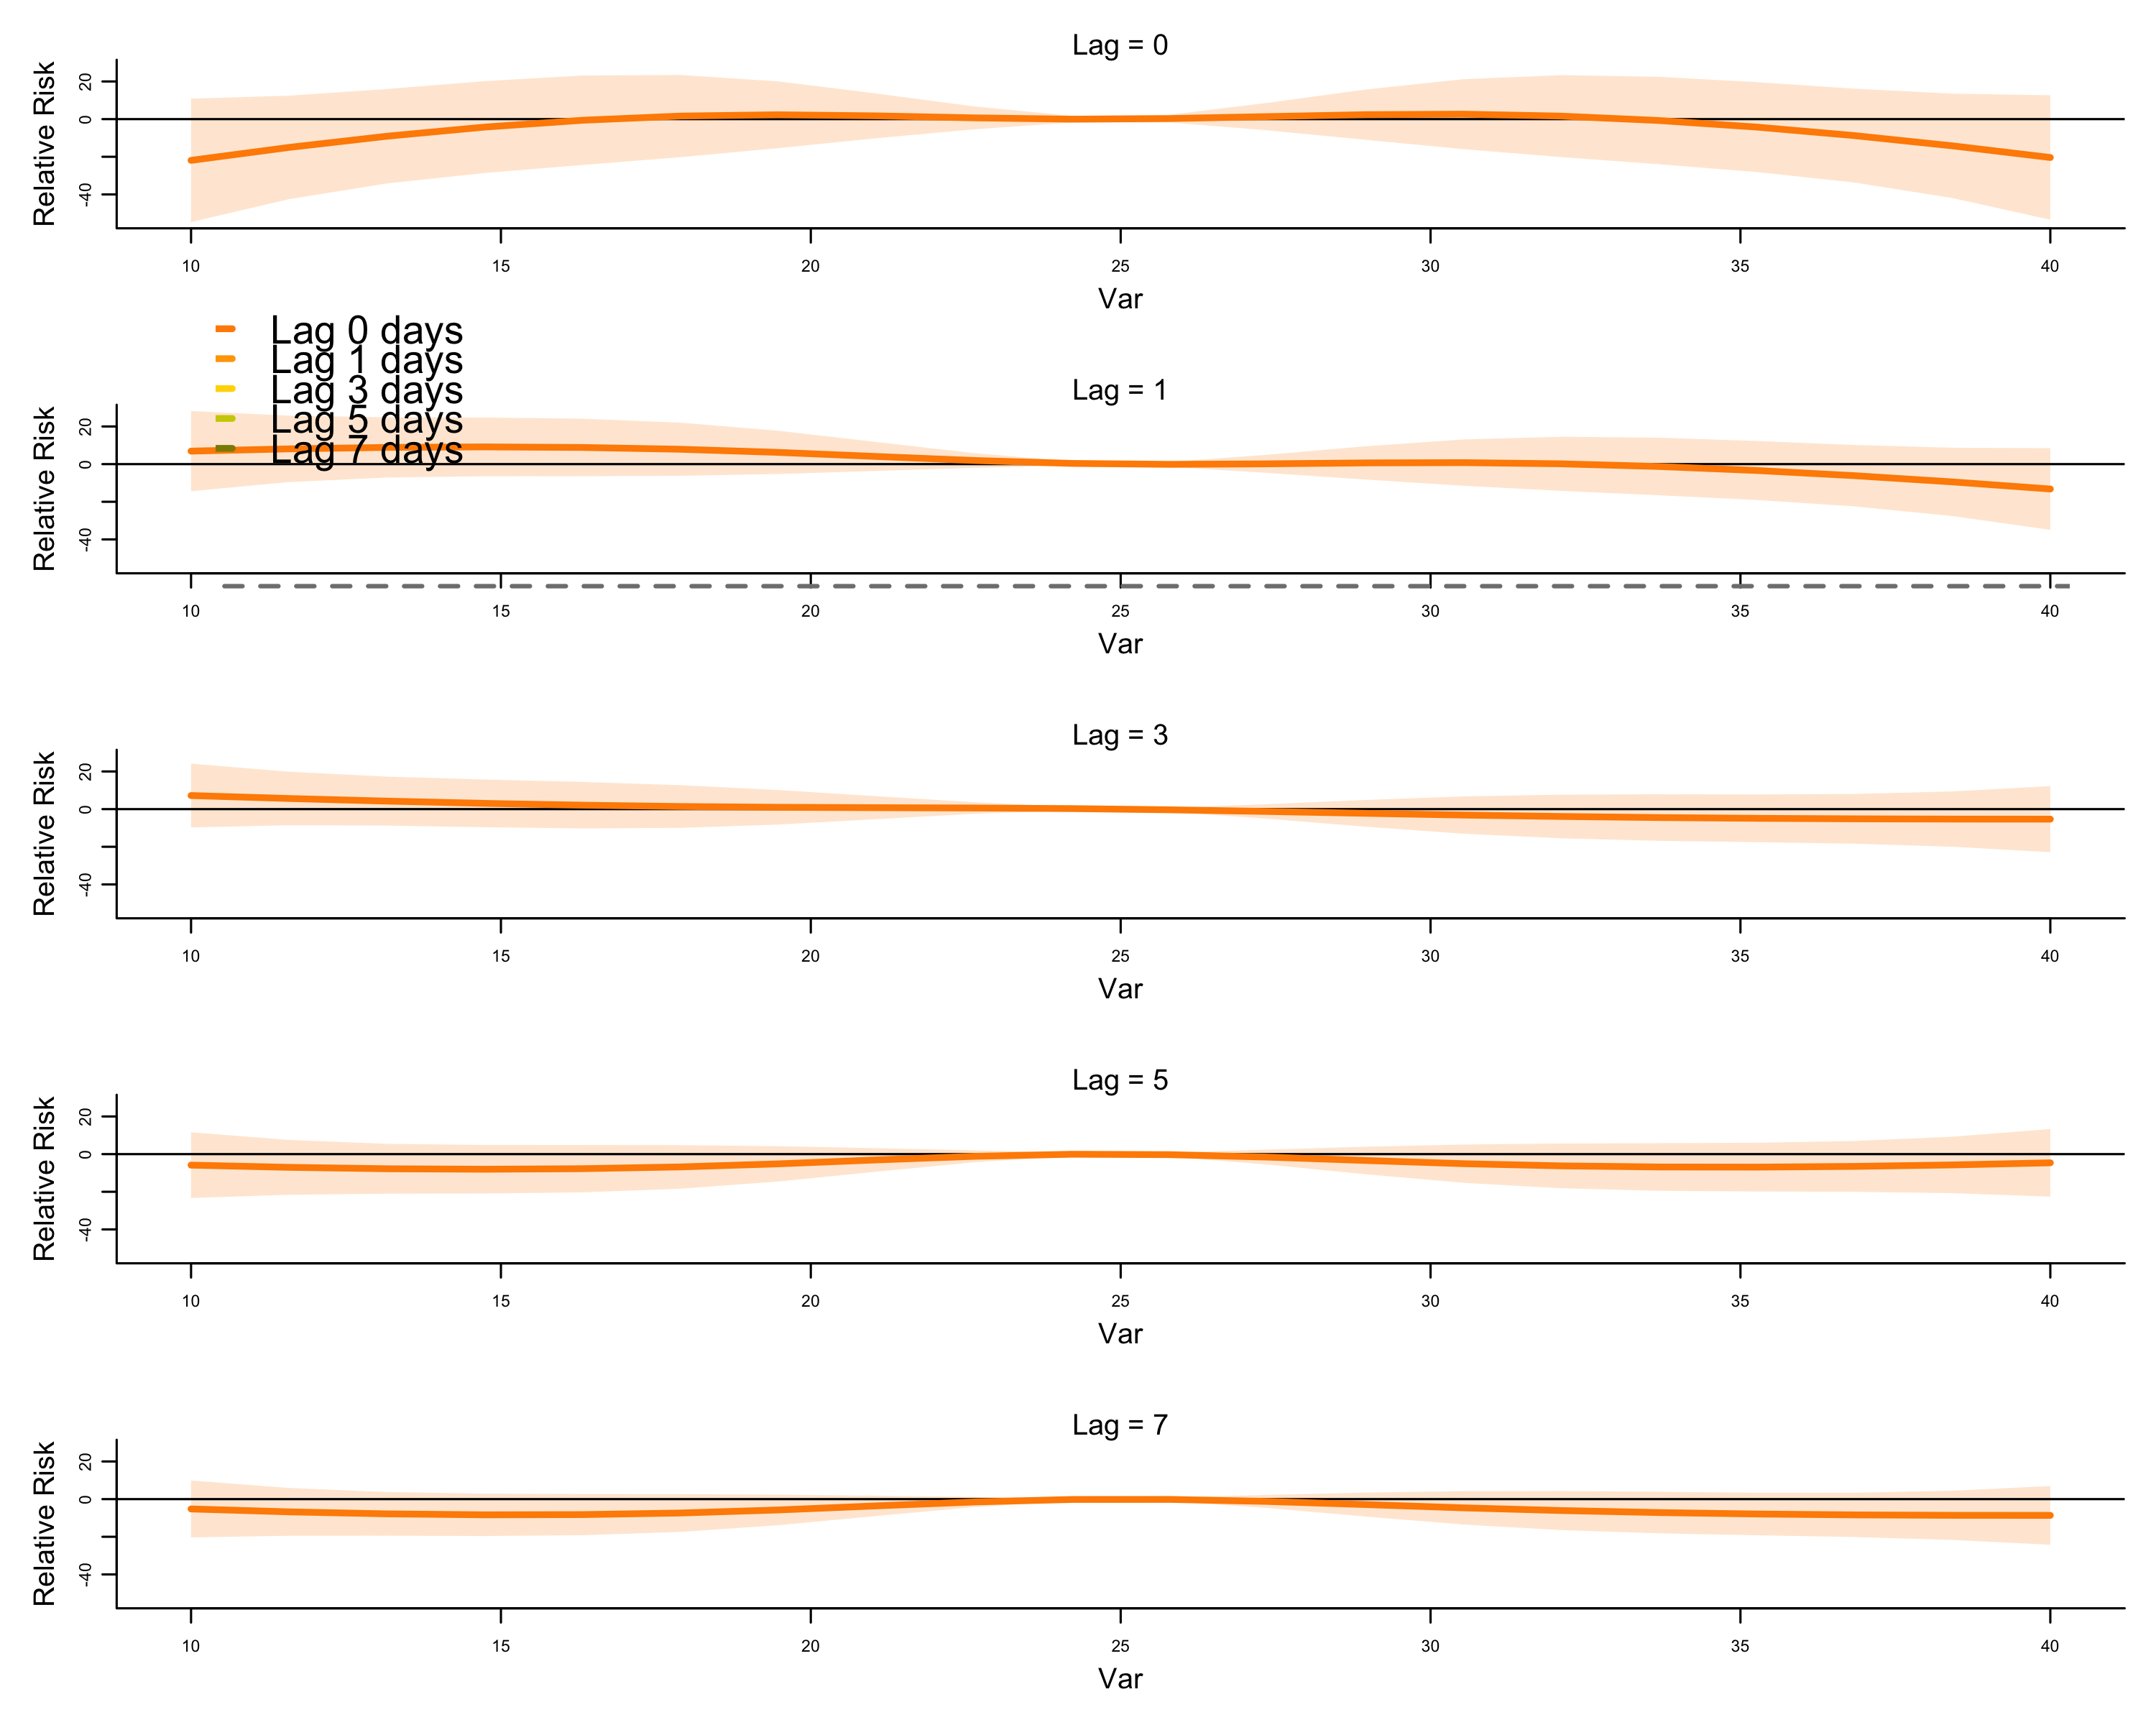 Lag = 0
Relative Risk
20
0
-40
10 15 20 25 30 35 40
Var
Lag 0 days
Lag 1 days
Lag 3 days
Lag 5 days
Lag 7 days
Lag = 1
Relative Risk
20
0
-40
10 15 20 25 30 35 40
Var
Lag = 3
Relative Risk
20
0
-40
10 15 20 25 30 35 40
Var
Lag = 5
Relative Risk
20
0
-40
10 15 20 25 30 35 40
Var
Lag = 7
Relative Risk
20
0
-40
10 15 20 25 30 35 40
Var